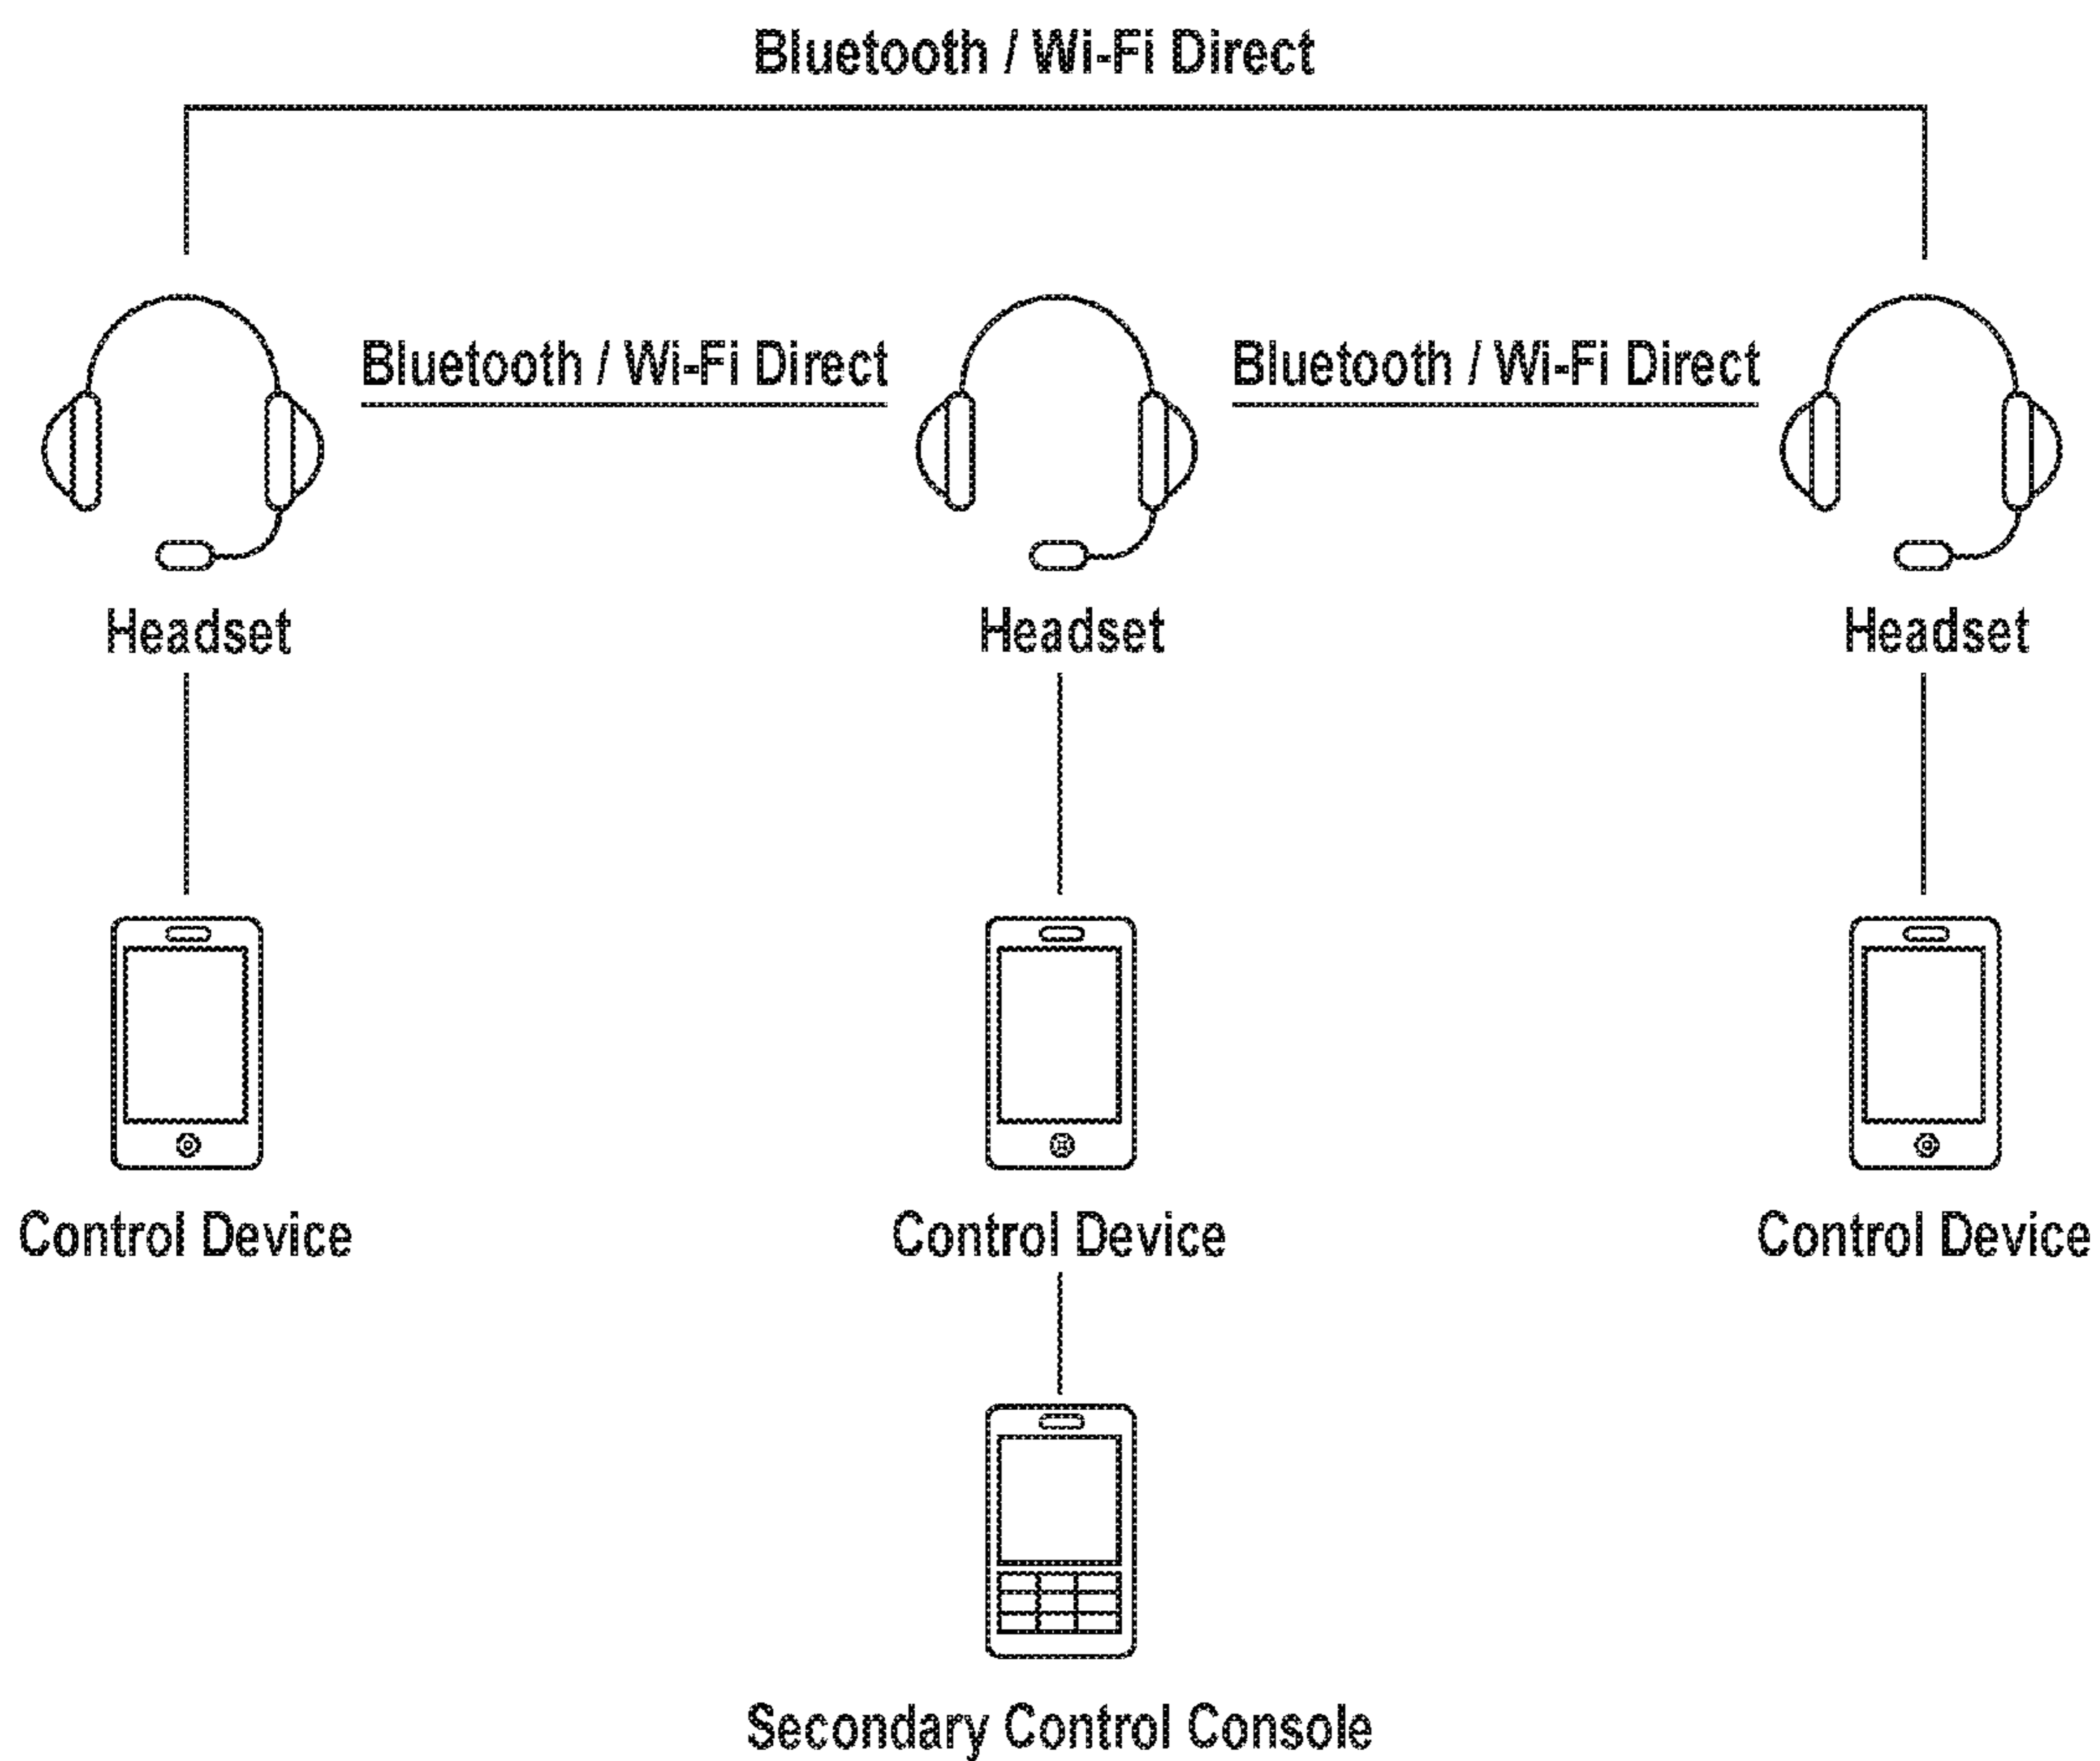 Bluetooth / Wi-Fi Direct
Bluetooth / Wi-Fi Direct
Bluetooth / Wi-Fi Direct
Headset
Headset
Headset
Control Device
Control Device
Control Device
Secondary Control Console